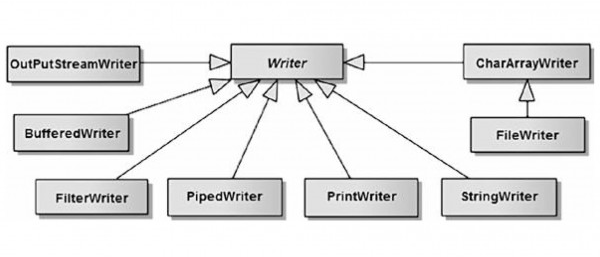 OutPutStreamWriter
Writer
CharArrayWriter
BufferedWriter
FileWriter
FilterWriter
PipedWriter
PrintWriter
StringWriter